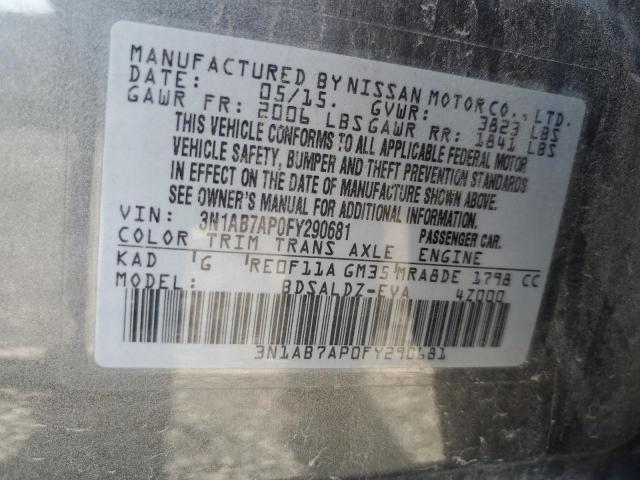 MANUFACTURED BY NISSAN MOTOR CO., LTD.
DATE: 05/15. GVWR: 3823 LBS
GAWR FR: 2006 LBS GAWR RR: 1841 LBS
THIS VEHICLE CONFORMS TO ALL APPLICABLE FEDERAL MOTOR
VEHICLE SAFETY, BUMPER AND THEFT PREVENTION STANDARDS
IN EFFECT ON THE DATE OF MANUFACTURE SHOWN ABOVE.
SEE OWNER'S MANUAL FOR ADDITIONAL INFORMATION.
VIN: 3N1AB7AP0FY290681 PASSENGER CAR.
COLOR TRIM TRANS AXLE ENGINE
KAD G RE0F11A GM35 MRA8DE 1798 CC
MODEL: BDSALDZ-EVA 4Z000
3N1AB7AP0FY290681